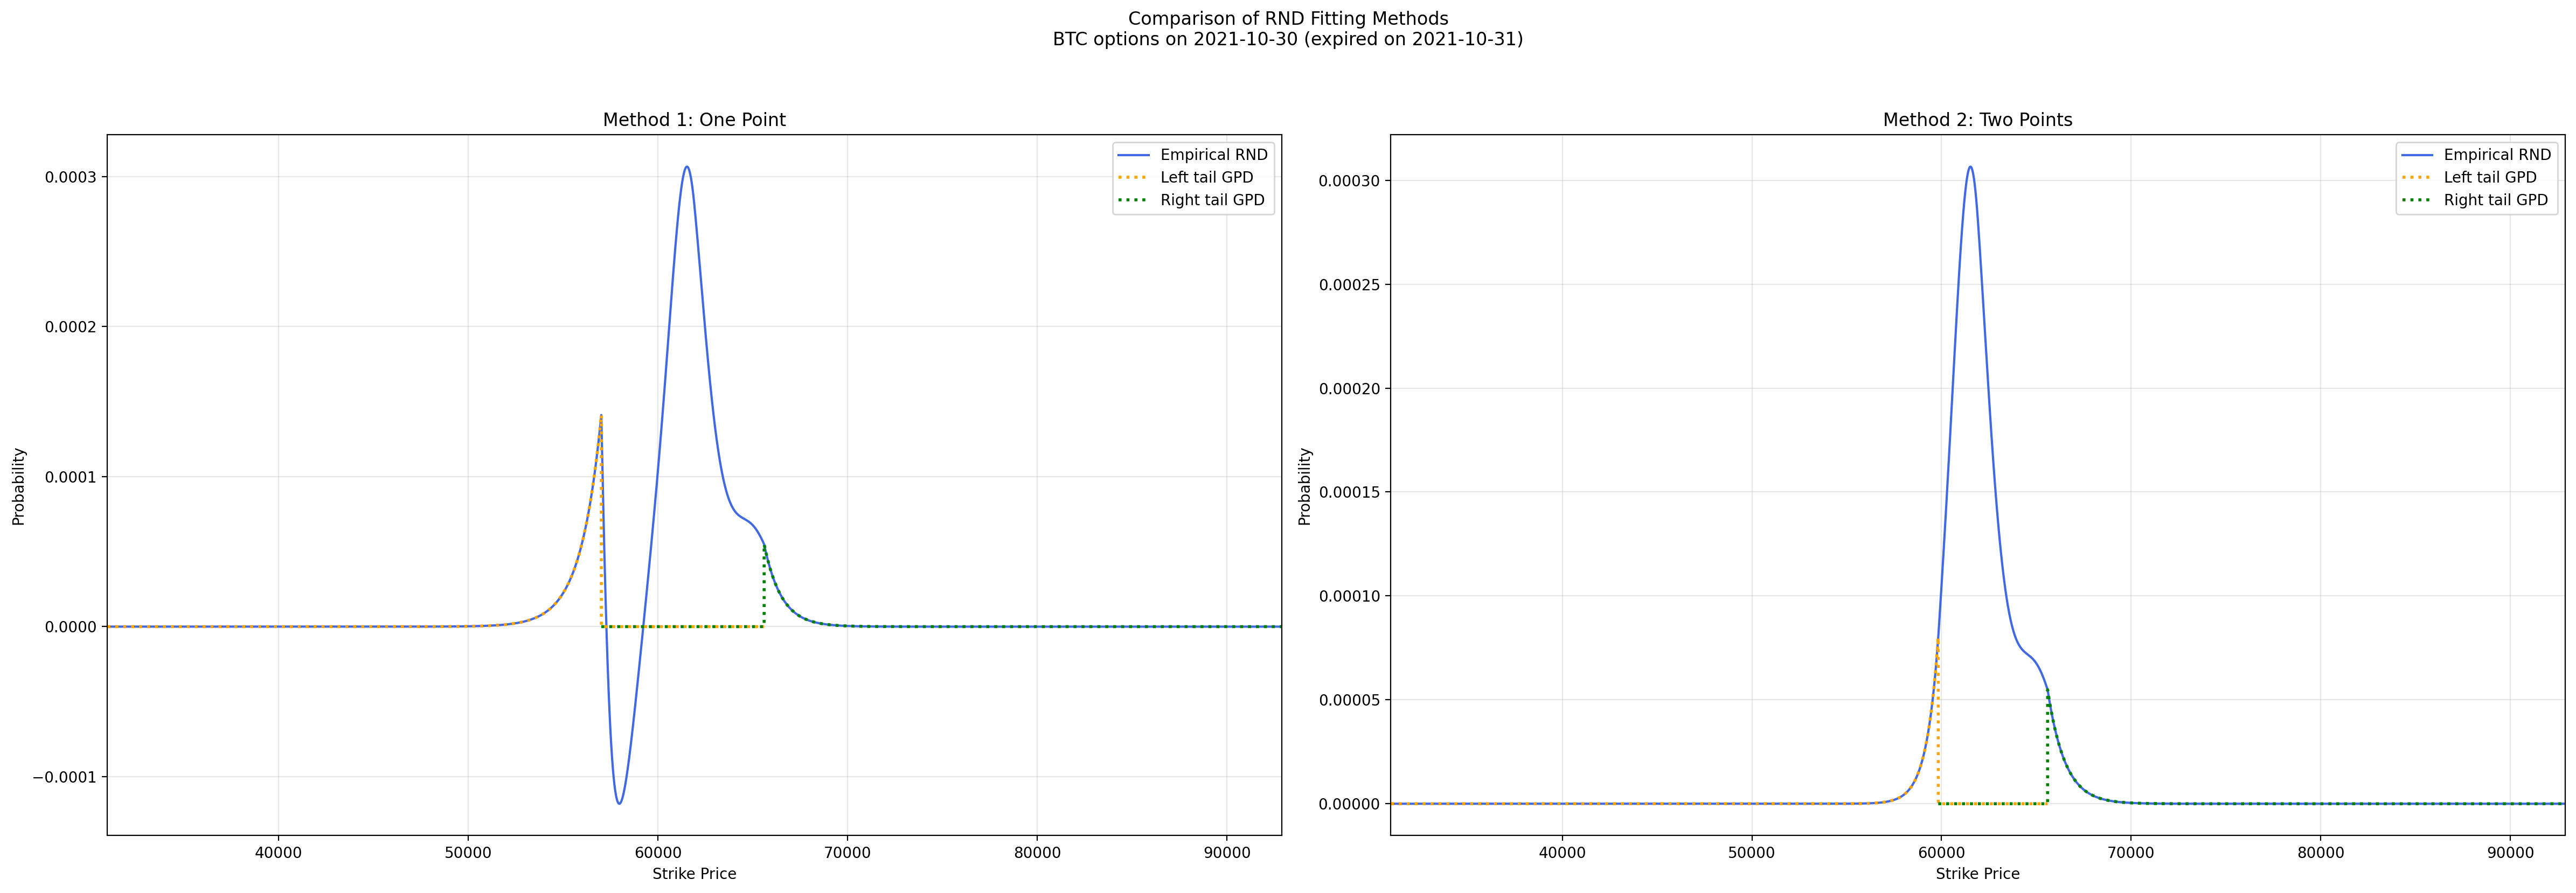 Comparison of RND Fitting Methods
BTC options on 2021-10-30 (expired on 2021-10-31)
Method 1: One Point
Empirical RND
Left tail GPD
Right tail GPD
0.0003
0.0002
0.0001
0.0000
−0.0001
Probability
40000
50000
60000
70000
80000
90000
Strike Price
Method 2: Two Points
Empirical RND
Left tail GPD
Right tail GPD
0.00030
0.00025
0.00020
0.00015
0.00010
0.00005
0.00000
Probability
40000
50000
60000
70000
80000
90000
Strike Price